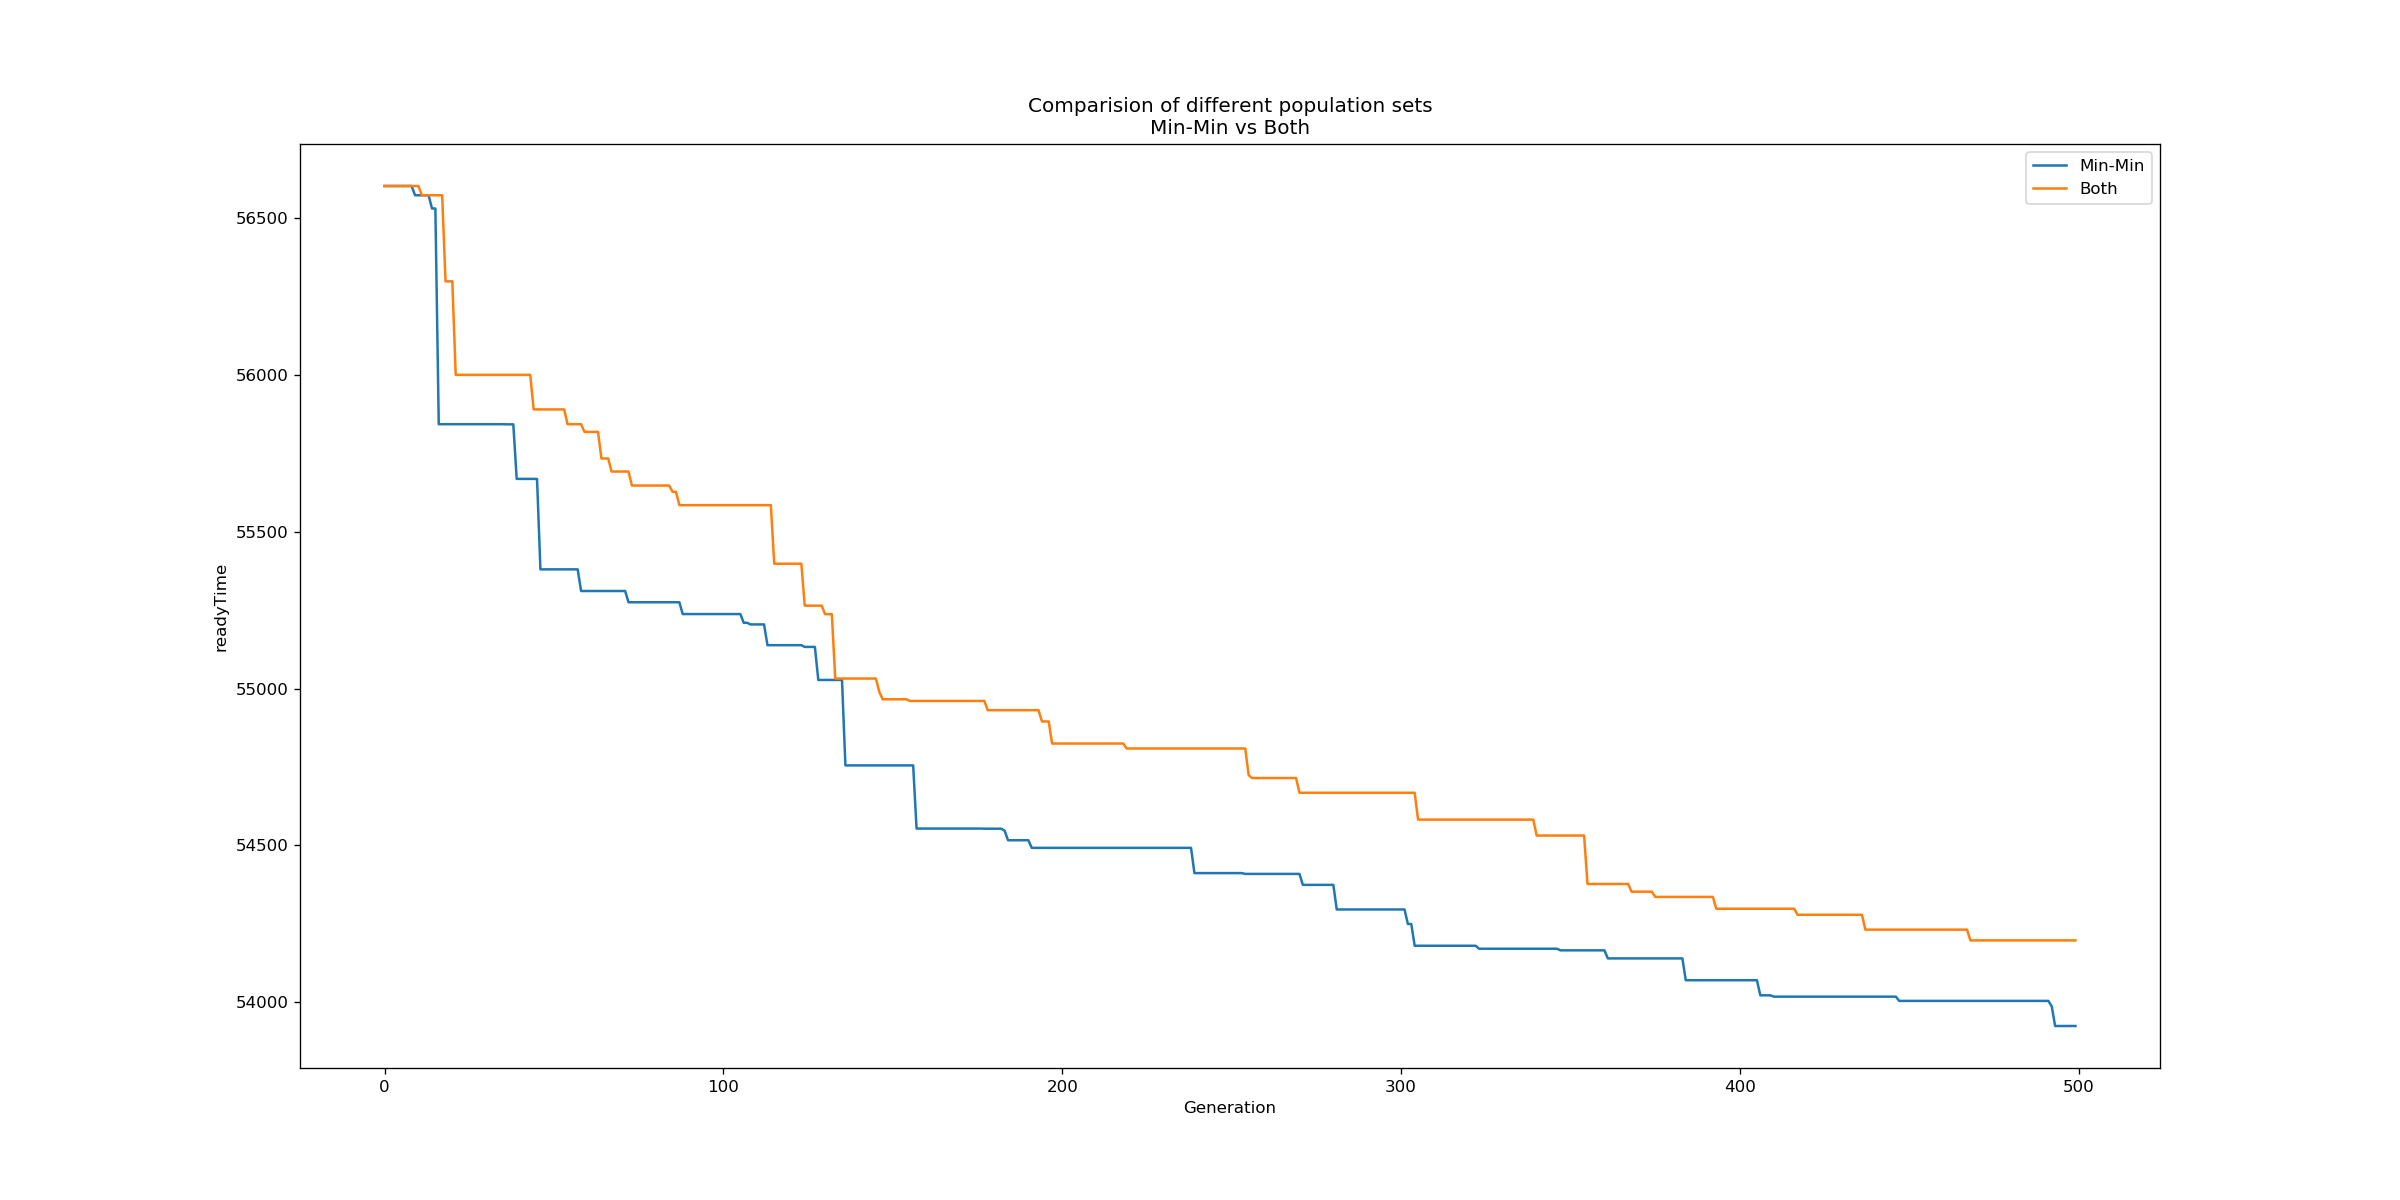 Comparision of different population sets
Min-Min vs Both
Min-Min
Both
56500
56000
55500
55000
54500
54000
readyTime
0 100 200 300 400 500
Generation